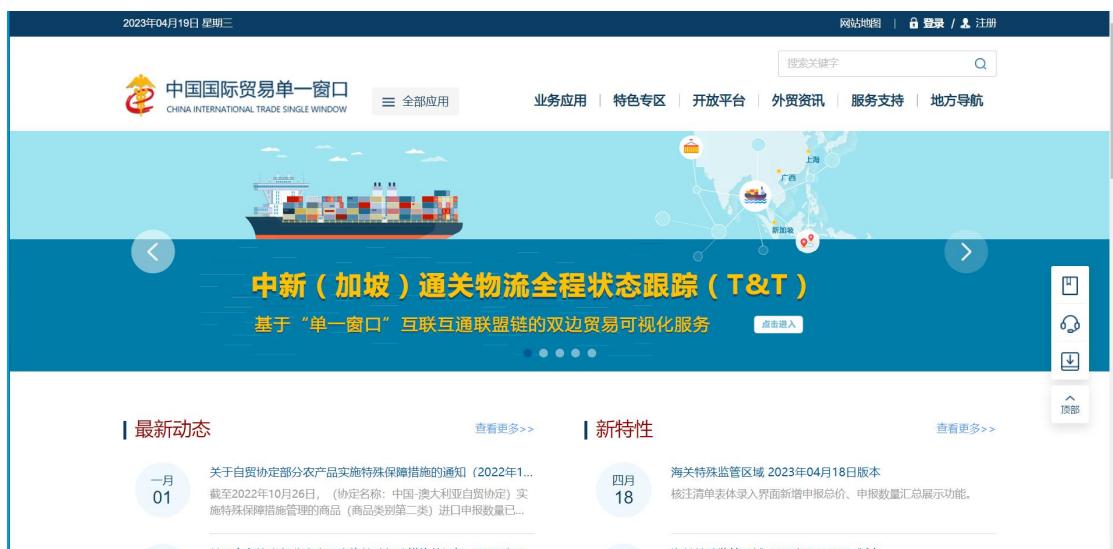 2023年04月19日 星期三
网站地图 | 登录 / 注册
搜索关键字
中国国际贸易单一窗口
CHINA INTERNATIONAL TRADE SINGLE WINDOW
全部应用
业务应用 | 特色专区 | 开放平台 | 外贸资讯 | 服务支持 | 地方导航
上海
广西
新加坡
中新（加坡）通关物流全程状态跟踪（T&T）
基于“单一窗口”互联互通联盟链的双边贸易可视化服务
点击进入
顶部
最新动态
查看更多>>
一月
01
关于自贸协定部分农产品实施特殊保障措施的通知（2022年1...
截至2022年10月26日，（协定名称：中国-澳大利亚自贸协定）实
施特殊保障措施管理的商品（商品类别第二类）进口申报数量已...
新特性
查看更多>>
四月
18
海关特殊监管区域 2023年04月18日版本
核注清单表体录入界面新增申报总价、申报数量汇总展示功能。